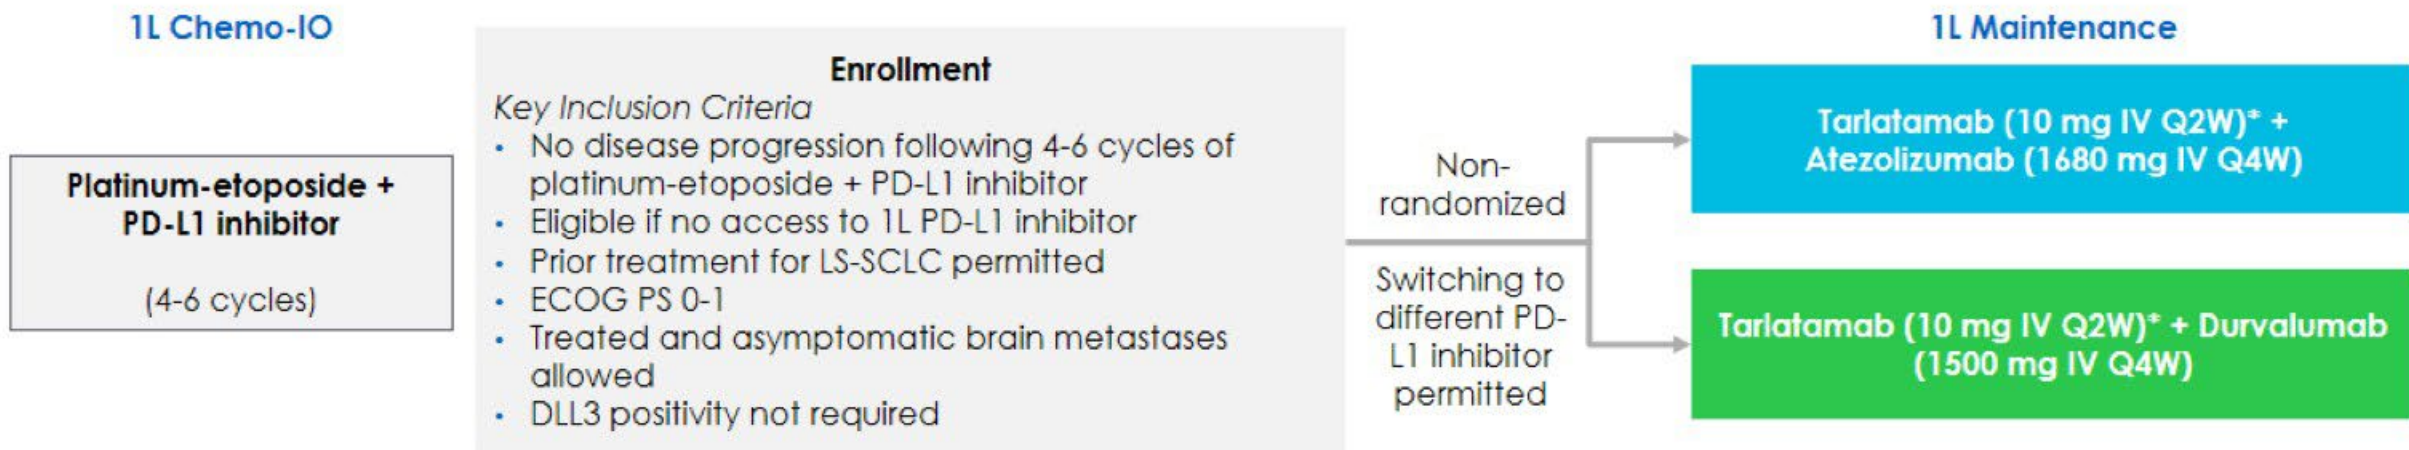 1L Chemo-IO
Platinum-etoposide +
PD-L1 inhibitor
(4-6 cycles)
Enrollment
Key Inclusion Criteria
• No disease progression following 4-6 cycles of
platinum-etoposide + PD-L1 inhibitor
• Eligible if no access to 1L PD-L1 inhibitor
• Prior treatment for LS-SCLC permitted
• ECOG PS 0-1
• Treated and asymptomatic brain metastases
allowed
• DLL3 positivity not required
Non-
randomized
Switching to
different PD-
L1 inhibitor
permitted
1L Maintenance
Tarlatamab (10 mg IV Q2W)* +
Atezolizumab (1680 mg IV Q4W)
Tarlatamab (10 mg IV Q2W)* + Durvalumab
(1500 mg IV Q4W)